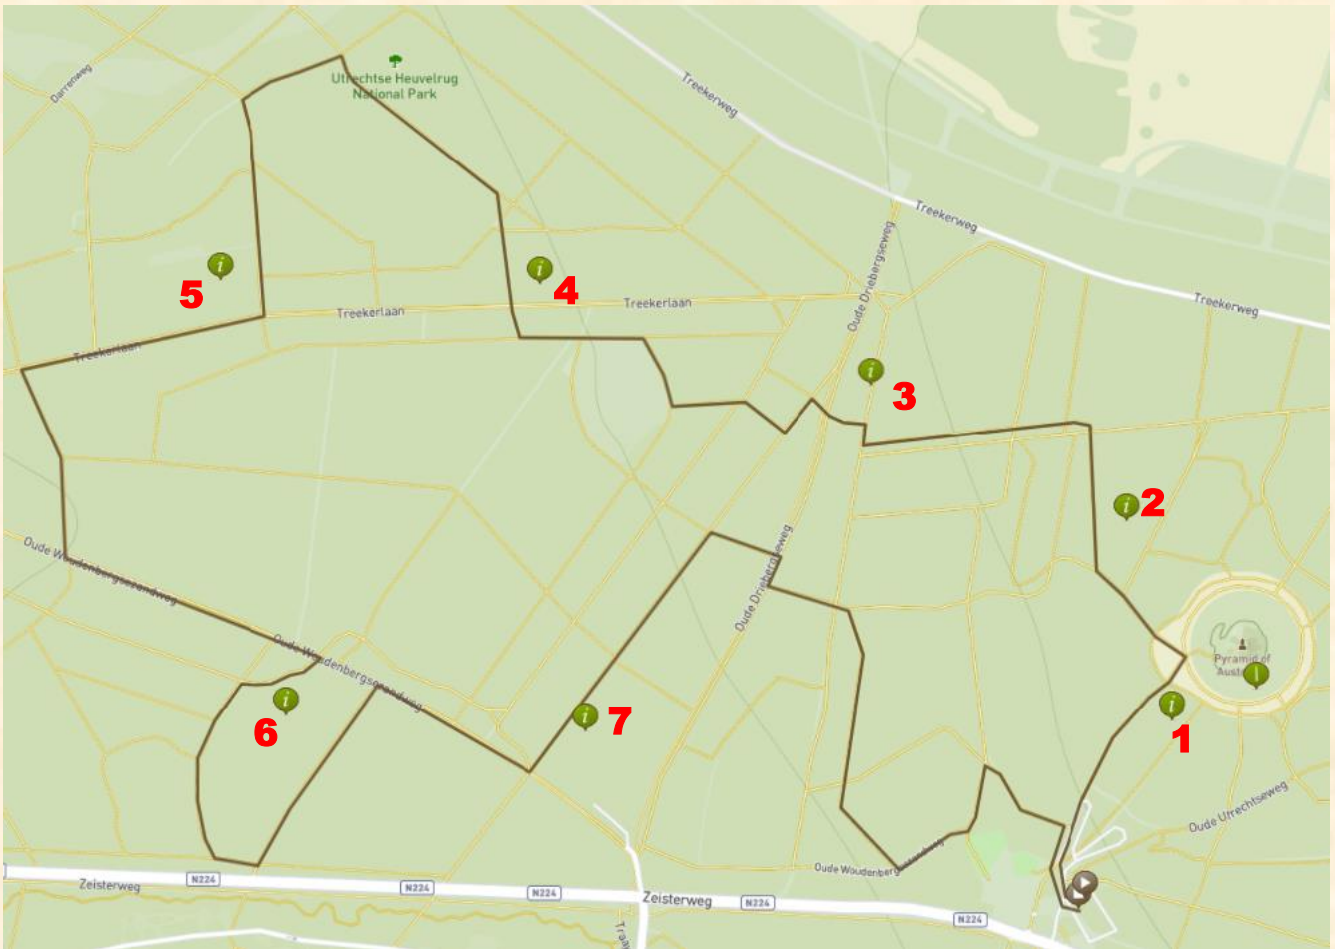 Darrenweg
Utrechtse Heuvelrug
National Park
Treekerweg
Treekerweg
Treekerweg
Oude Driebergseweg
5
4
Treekerlaan
Treekerlaan
Treekerlaan
3
2
Oude Woudenbergsezandweg
Oude Driebergseweg
Oude Woudenbergsezandweg
Pyramid of
6
7
1
Oude Utrechtseweg
Oude Woudenberg
Zeisterweg
N224
N224
N224
Zeisterweg
N224
N224
Traa